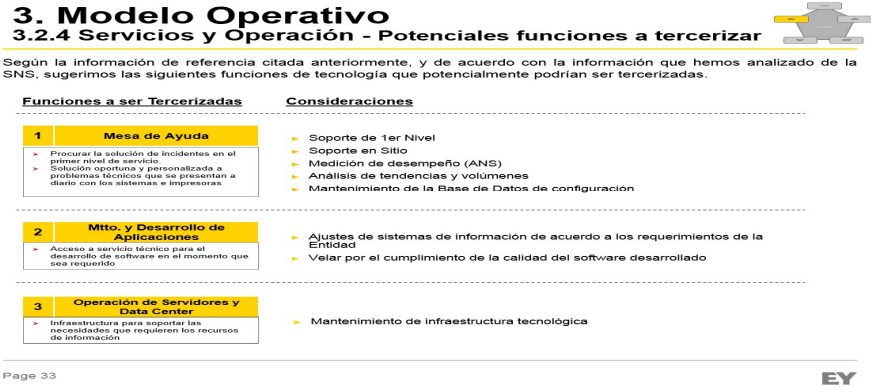 3. Modelo Operativo
3.2.4 Servicios y Operación - Potenciales funciones a tercerizar
Según la información de referencia citada anteriormente, y de acuerdo con la información que hemos analizado de la
SNS, sugerimos las siguientes funciones de tecnología que potencialmente podrían ser tercerizadas.
Funciones a ser Tercerizadas
Consideraciones
1 Mesa de Ayuda
➢ Procurar la solución de incidentes en el
primer nivel de servicio.
➢ Solución oportuna y personalizada a
problemas técnicos que se presentan a
diario con los sistemas e impresoras
► Soporte de 1er Nivel
► Soporte en Sitio
► Medición de desempeño (ANS)
► Análisis de tendencias y volúmenes
► Mantenimiento de la Base de Datos de configuración
2 Mtto. y Desarrollo de
Aplicaciones
➢ Acceso a servicio técnico para el
desarrollo de software en el momento que
sea requerido
► Ajustes de sistemas de información de acuerdo a los requerimientos de la
Entidad
► Velar por el cumplimiento de la calidad del software desarrollado
3 Operación de Servidores y
Data Center
➢ Infraestructura para soportar las
necesidades que requieren los recursos
de información
► Mantenimiento de infraestructura tecnológica
Page 33
EY